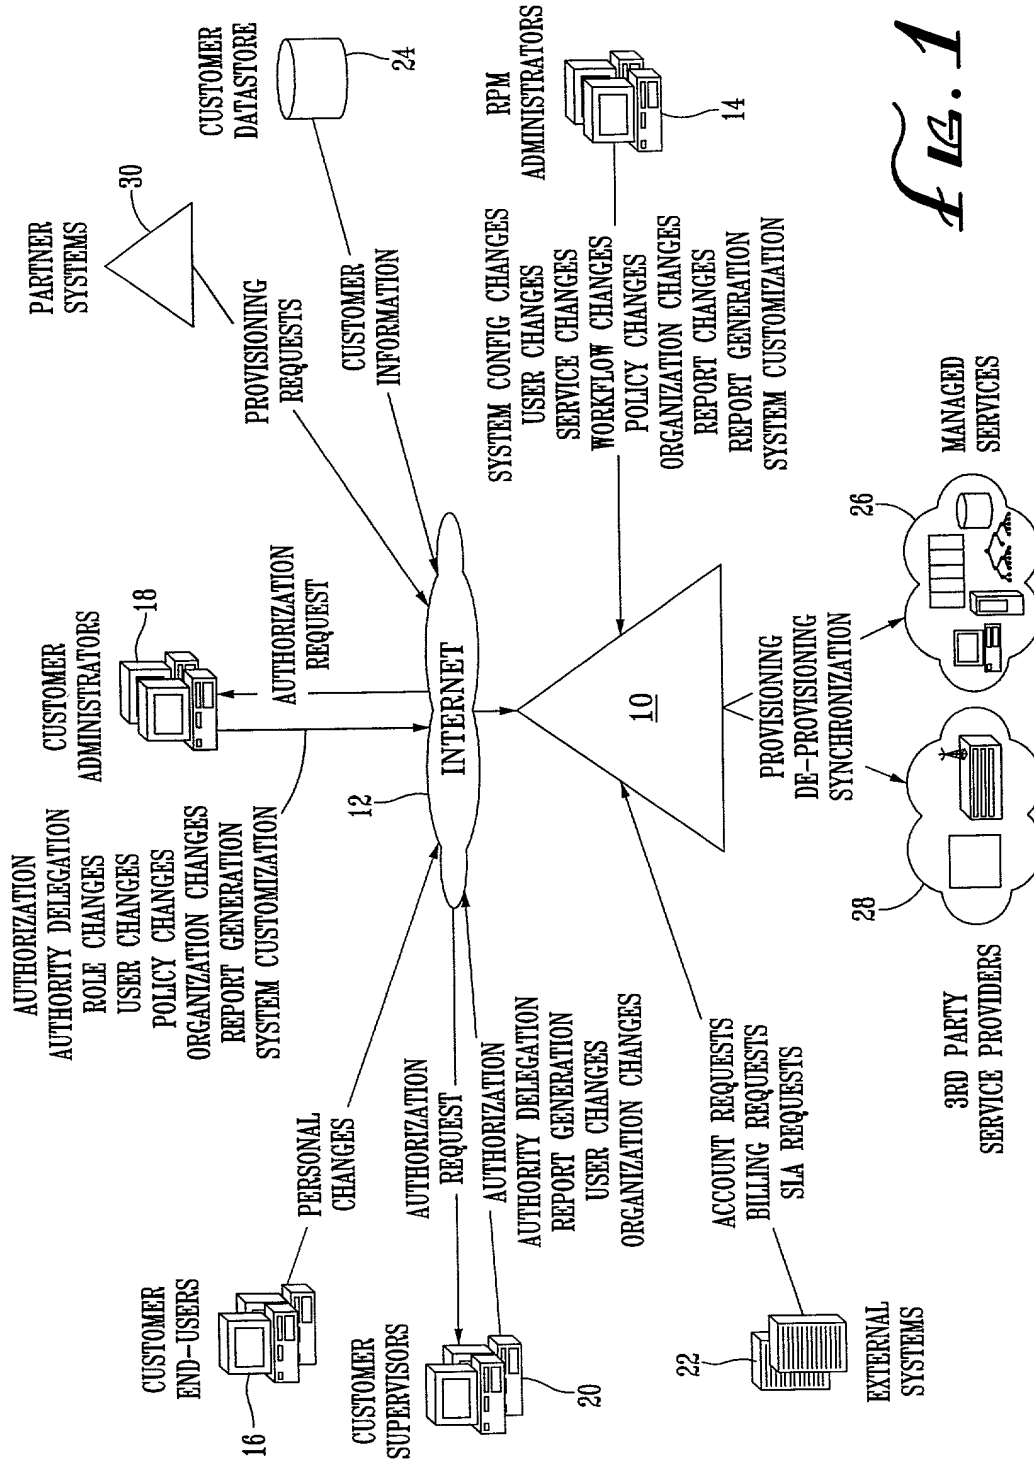 CUSTOMER
END-USERS
16
PERSONAL
CHANGES
AUTHORIZATION
AUTHORITY DELEGATION
ROLE CHANGES
USER CHANGES
POLICY CHANGES
ORGANIZATION CHANGES
REPORT GENERATION
SYSTEM CUSTOMIZATION
CUSTOMER
ADMINISTRATORS
18
AUTHORIZATION
REQUEST
PARTNER
SYSTEMS
30
PROVISIONING
REQUESTS
CUSTOMER
DATASTORE
24
CUSTOMER
INFORMATION
CUSTOMER
SUPERVISORS
20
AUTHORIZATION
REQUEST
AUTHORIZATION
AUTHORITY DELEGATION
REPORT GENERATION
USER CHANGES
ORGANIZATION CHANGES
12
INTERNET
RPM
ADMINISTRATORS
14
SYSTEM CONFIG CHANGES
USER CHANGES
SERVICE CHANGES
WORKFLOW CHANGES
POLICY CHANGES
ORGANIZATION CHANGES
REPORT CHANGES
REPORT GENERATION
SYSTEM CUSTOMIZATION
10
EXTERNAL
SYSTEMS
22
ACCOUNT REQUESTS
BILLING REQUESTS
SLA REQUESTS
PROVISIONING
DE-PROVISIONING
SYNCHRONIZATION
28
3RD PARTY
SERVICE PROVIDERS
26
MANAGED
SERVICES
FIG. 1